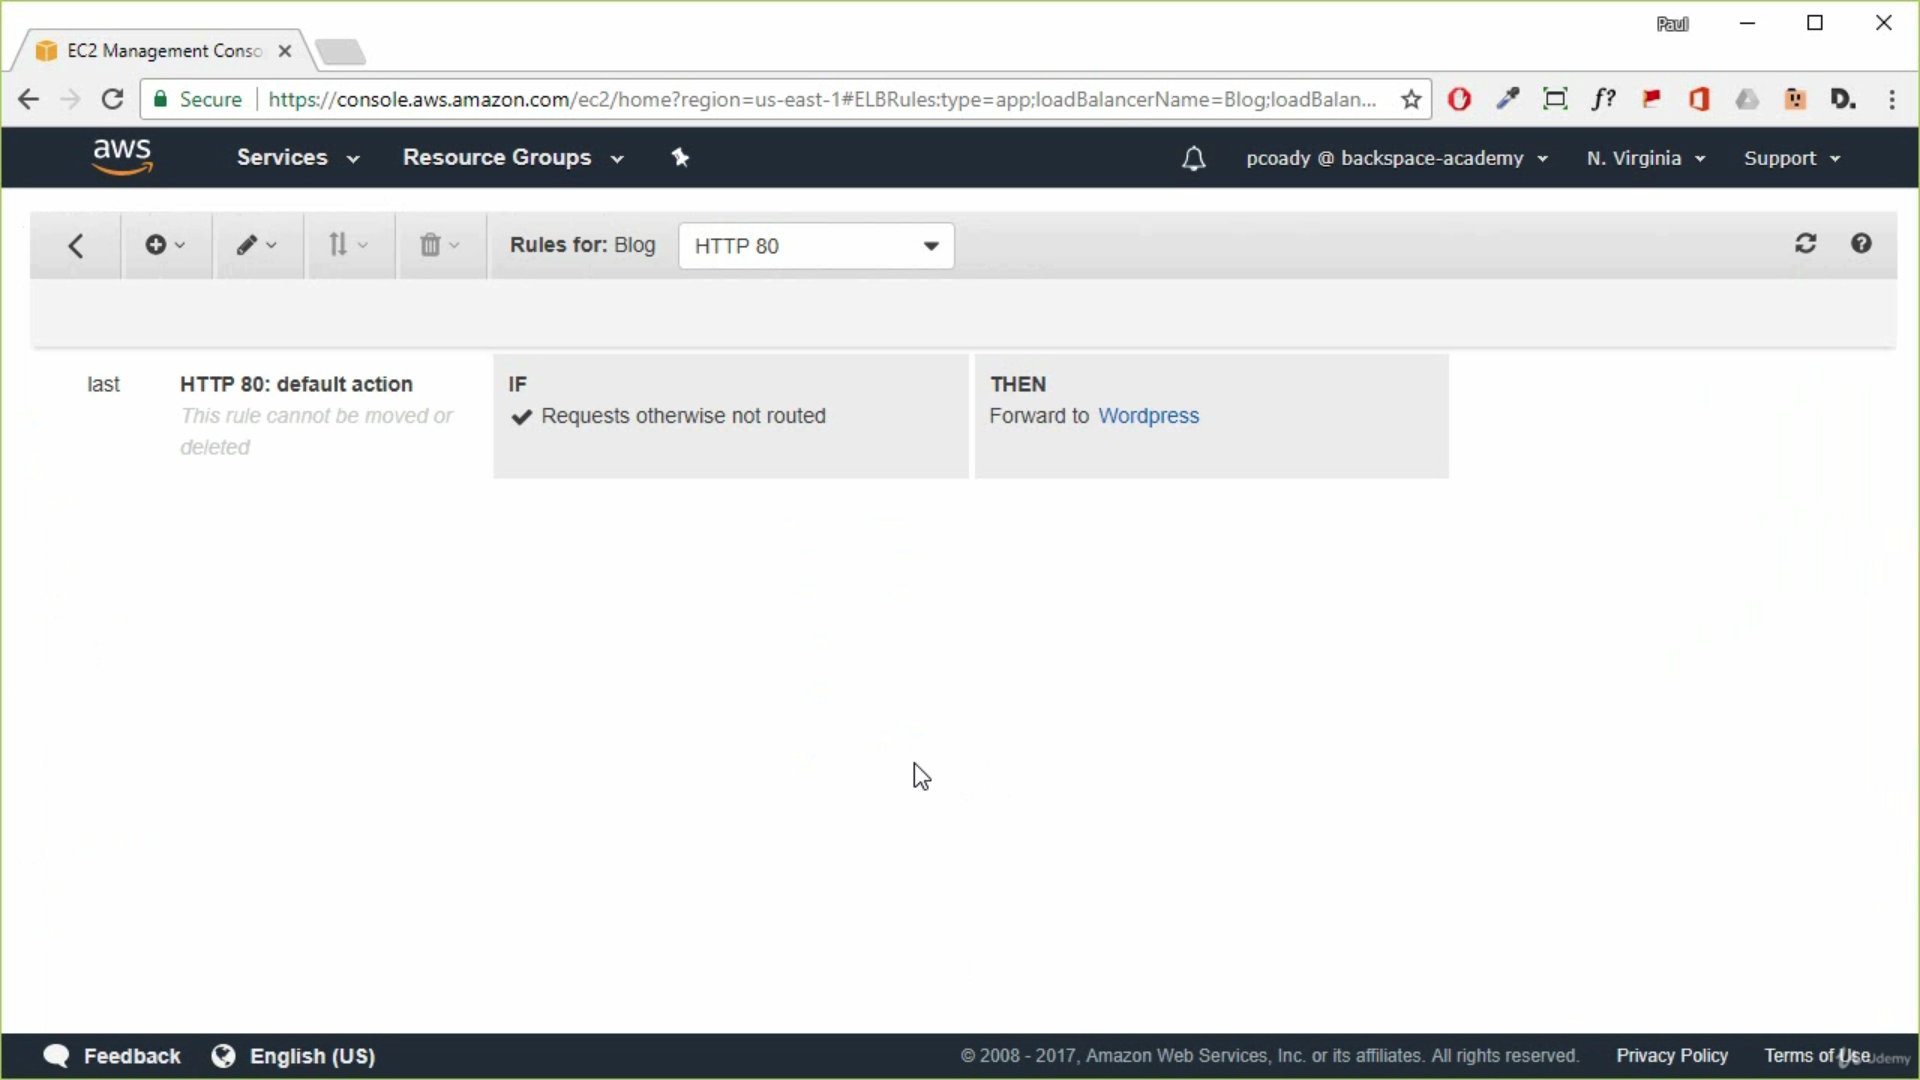 Paul
EC2 Management Conso
Secure https://console.aws.amazon.com/ec2/home?region=us-east-1#ELBRules:type=app;loadBalancerName=Blog;loadBalan...
f?
D.
aws Services Resource Groups pcoady @ backspace-academy N. Virginia Support
Rules for: Blog HTTP 80
last HTTP 80: default action IF THEN
This rule cannot be moved or Requests otherwise not routed Forward to Wordpress
deleted
Feedback English (US) © 2008 - 2017, Amazon Web Services, Inc. or its affiliates. All rights reserved. Privacy Policy Terms of Use
Udemy